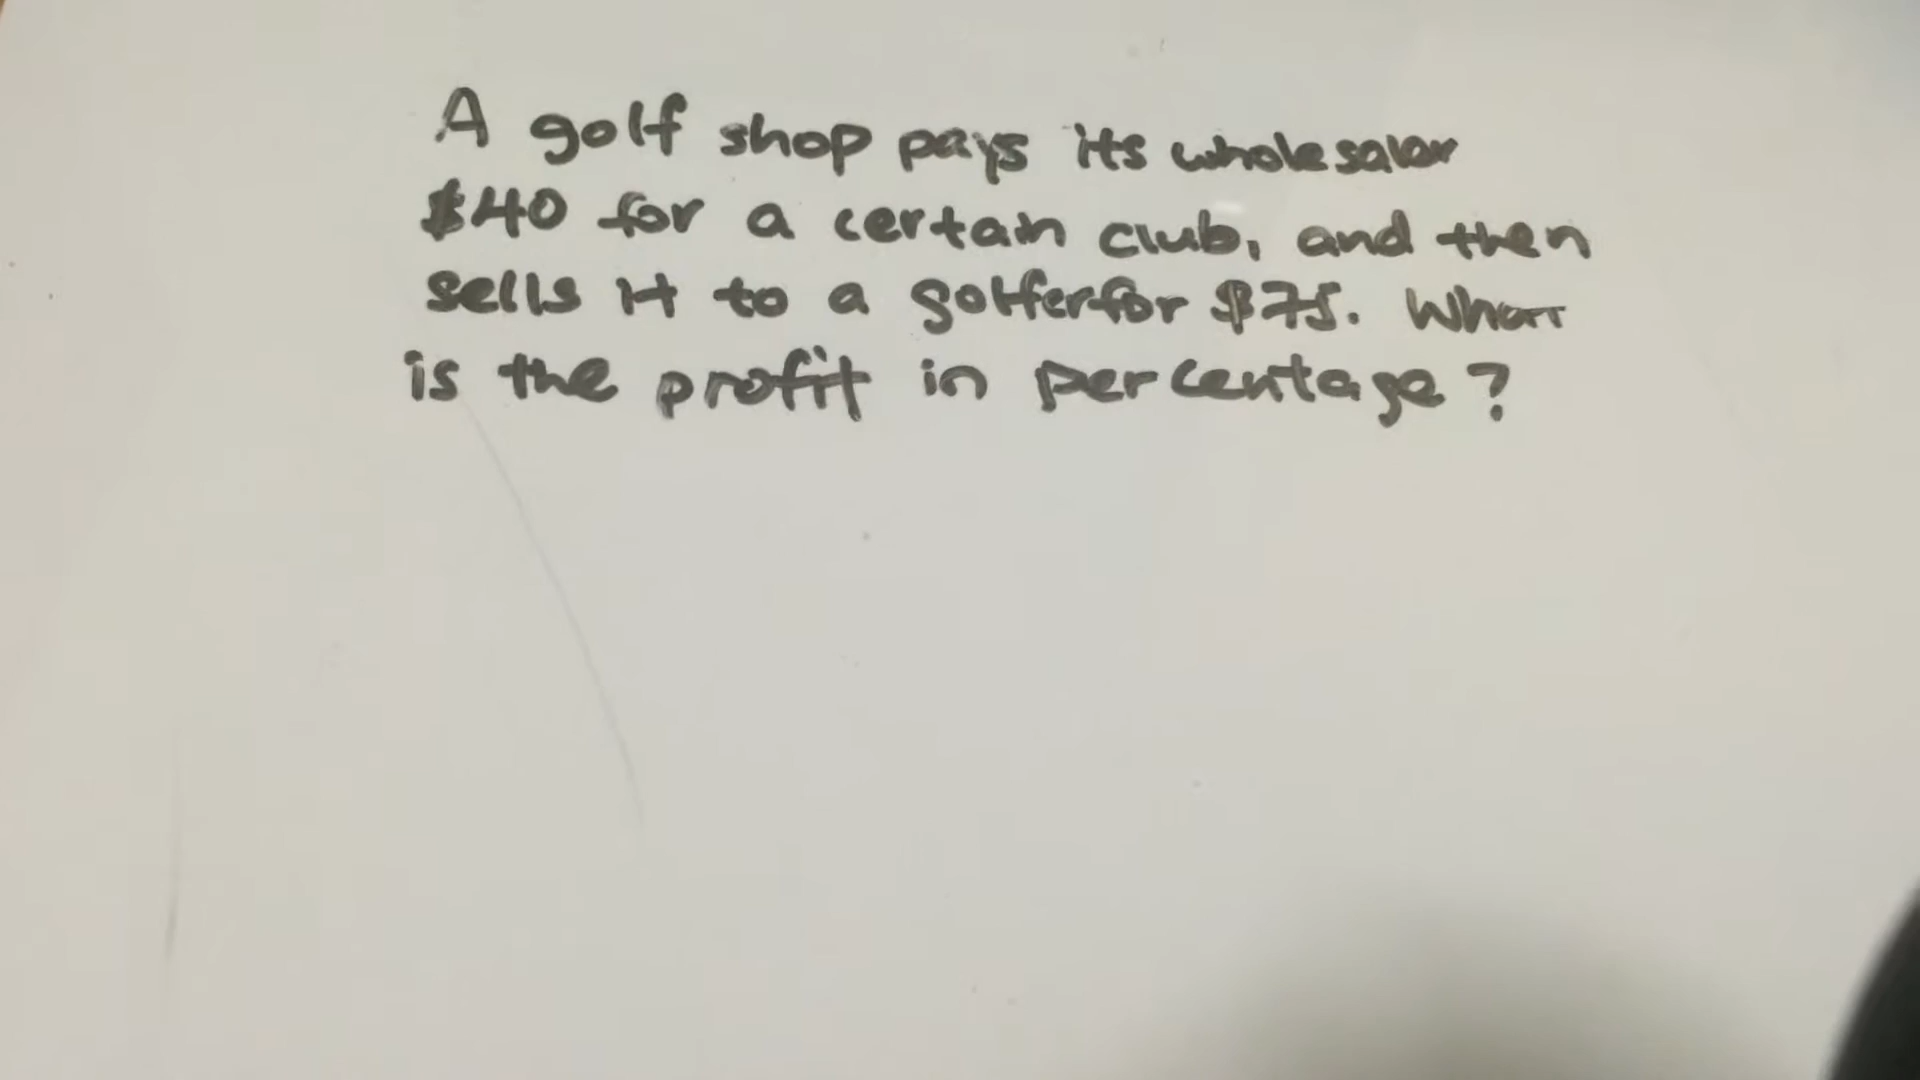 A golf shop pays its wholesaler
$40 for a certain club, and then
sells it to a golfer for $75. What
is the profit in percentage?